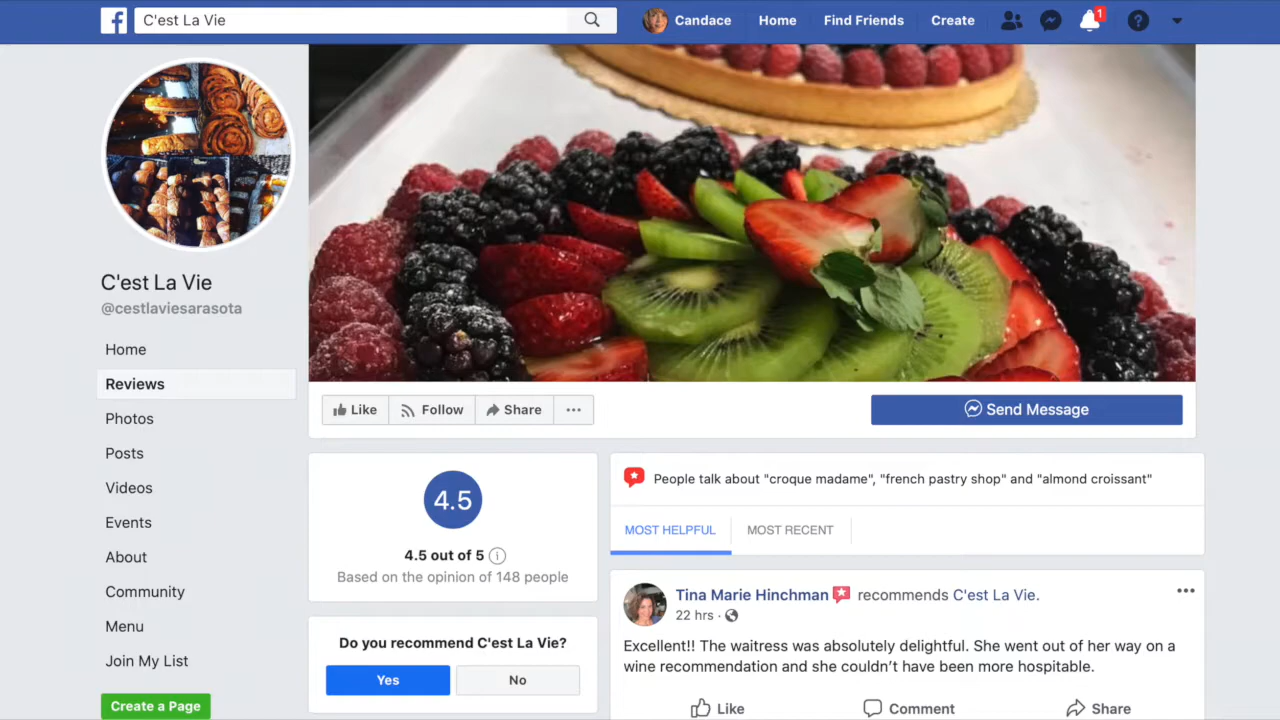 f
C'est La Vie
Candace
Home
Find Friends
Create
1
?
C'est La Vie
@cestlaviesarasota
Home
Reviews
Photos
Posts
Videos
Events
About
Community
Menu
Join My List
Create a Page
Like
Follow
Share
Send Message
4.5
4.5 out of 5 i
Based on the opinion of 148 people
Do you recommend C'est La Vie?
Yes
No
People talk about "croque madame", "french pastry shop" and "almond croissant"
MOST HELPFUL
MOST RECENT
Tina Marie Hinchman recommends C'est La Vie.
22 hrs ·
Excellent!! The waitress was absolutely delightful. She went out of her way on a
wine recommendation and she couldn’t have been more hospitable.
Like
Comment
Share